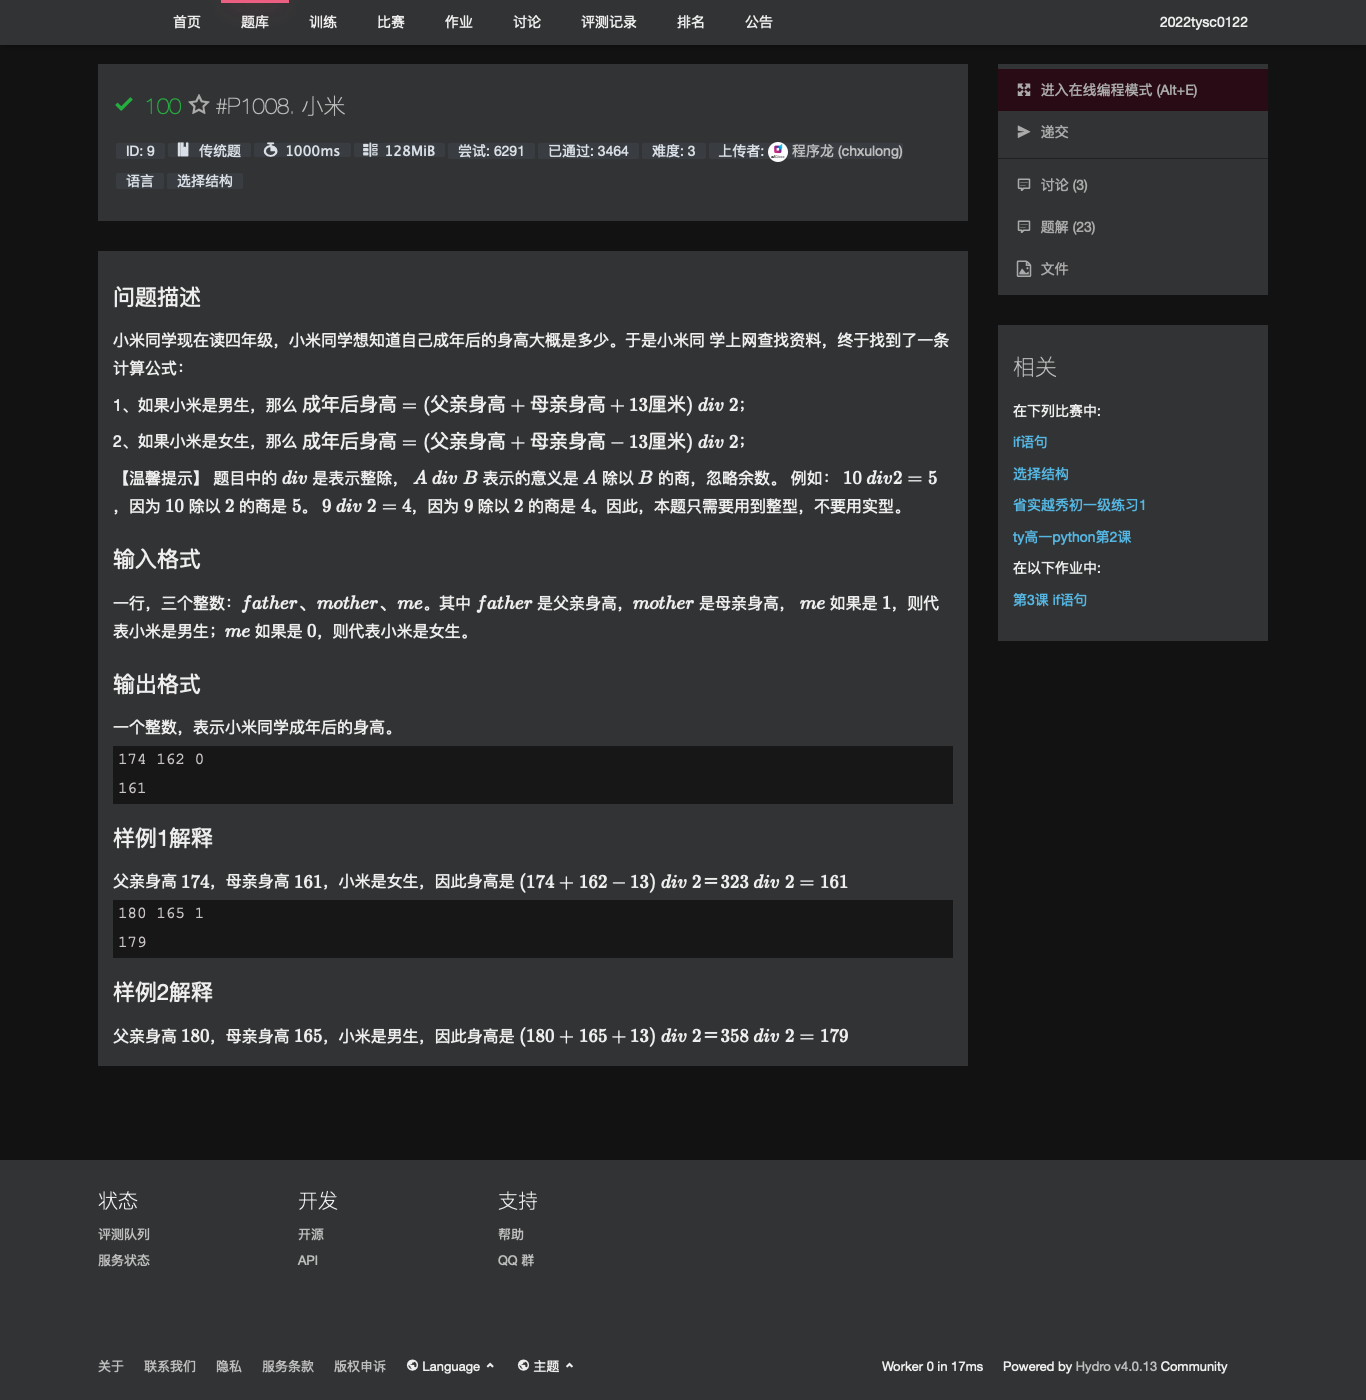 首页 题库 训练 比赛 作业 讨论 评测记录 排名 公告 2022tysc0122
100 #P1008. 小米
ID: 9 传统题 1000ms 128MiB 尝试: 6291 已通过: 3464 难度: 3 上传者: 程序龙 (chxulong)
语言 选择结构
问题描述
小米同学现在读四年级，小米同学想知道自己成年后的身高大概是多少。于是小米同 学上网查找资料，终于找到了一条
计算公式：
1、如果小米是男生，那么 成年后身高 = (父亲身高 + 母亲身高 + 13厘米) div 2；
2、如果小米是女生，那么 成年后身高 = (父亲身高 + 母亲身高 − 13厘米) div 2；
【温馨提示】 题目中的 div 是表示整除， A div B 表示的意义是 A 除以 B 的商，忽略余数。 例如： 10 div2 = 5
，因为 10 除以 2 的商是 5。 9 div 2 = 4，因为 9 除以 2 的商是 4。因此，本题只需要用到整型，不要用实型。
输入格式
一行，三个整数：father、mother、me。其中 father 是父亲身高，mother 是母亲身高， me 如果是 1，则代
表小米是男生；me 如果是 0，则代表小米是女生。
输出格式
一个整数，表示小米同学成年后的身高。
174 162 0
161
样例1解释
父亲身高 174，母亲身高 161，小米是女生，因此身高是 (174 + 162 − 13) div 2＝323 div 2 = 161
180 165 1
179
样例2解释
父亲身高 180，母亲身高 165，小米是男生，因此身高是 (180 + 165 + 13) div 2＝358 div 2 = 179
进入在线编程模式 (Alt+E)
递交
讨论 (3)
题解 (23)
文件
相关
在下列比赛中:
if语句
选择结构
省实越秀初一级练习1
ty高一python第2课
在以下作业中:
第3课 if语句
状态 开发 支持
评测队列 开源 帮助
服务状态 API QQ 群
关于 联系我们 隐私 服务条款 版权申诉 Language 主题 Worker 0 in 17ms Powered by Hydro v4.0.13 Community